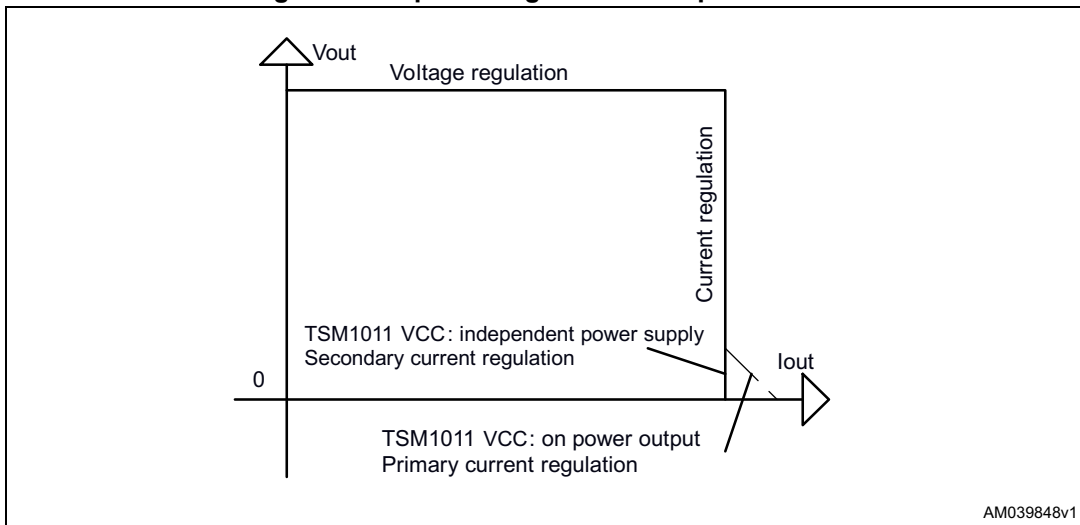 Vout
Voltage regulation
Current regulation
TSM1011 VCC: independent power supply
Secondary current regulation
Iout
0
TSM1011 VCC: on power output
Primary current regulation
AM039848v1